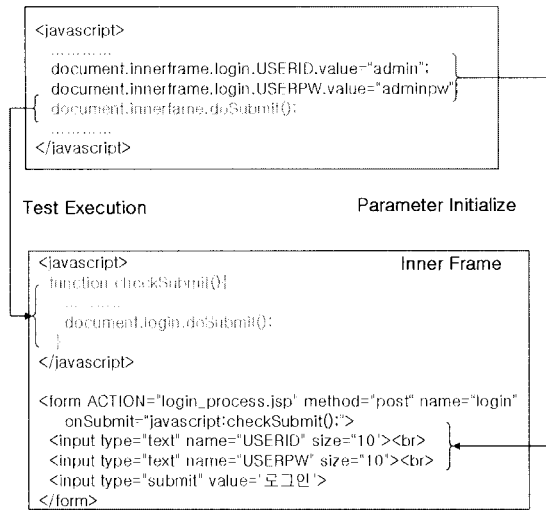 <javascript>
............
document.innerframe.login.USERID.value="admin";
document.innerframe.login.USERPW.value="adminpw"
document.innerfame.doSubmit();
............
</javascript>
Test Execution
Parameter Initialize
<javascript>
Inner Frame
function checkSubmit(){
............
document.login.doSubmit();
}
</javascript>
<form ACTION="login_process.jsp" method="post" name="login"
onSubmit="javascript:checkSubmit();">
<input type="text" name="USERID" size="10"><br>
<input type="text" name="USERPW" size="10"><br>
<input type="submit" value='로그인'>
</form>